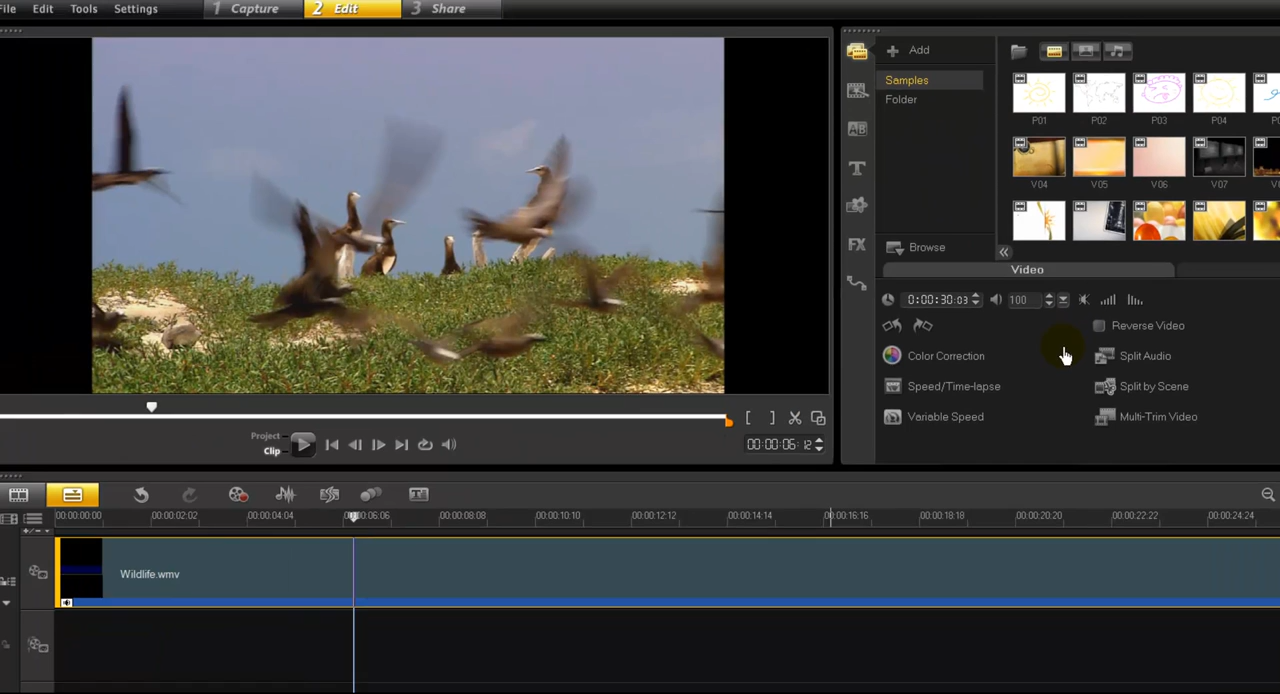 File Edit Tools Settings 1 Capture 2 Edit 3 Share
Add
Samples
Folder
P01 P02 P03 P04
V04 V05 V06 V07
Browse
Video
0:00:30:03 100
Reverse Video
Color Correction Split Audio
Speed/Time-lapse Split by Scene
Variable Speed Multi-Trim Video
AB
T
FX
Project
Clip
00:00:06:12
00:00:00:00 00:00:02:02 00:00:04:04 00:00:06:06 00:00:08:08 00:00:10:10 00:00:12:12 00:00:14:14 00:00:16:16 00:00:18:18 00:00:20:20 00:00:22:22 00:00:24:24
Wildlife.wmv